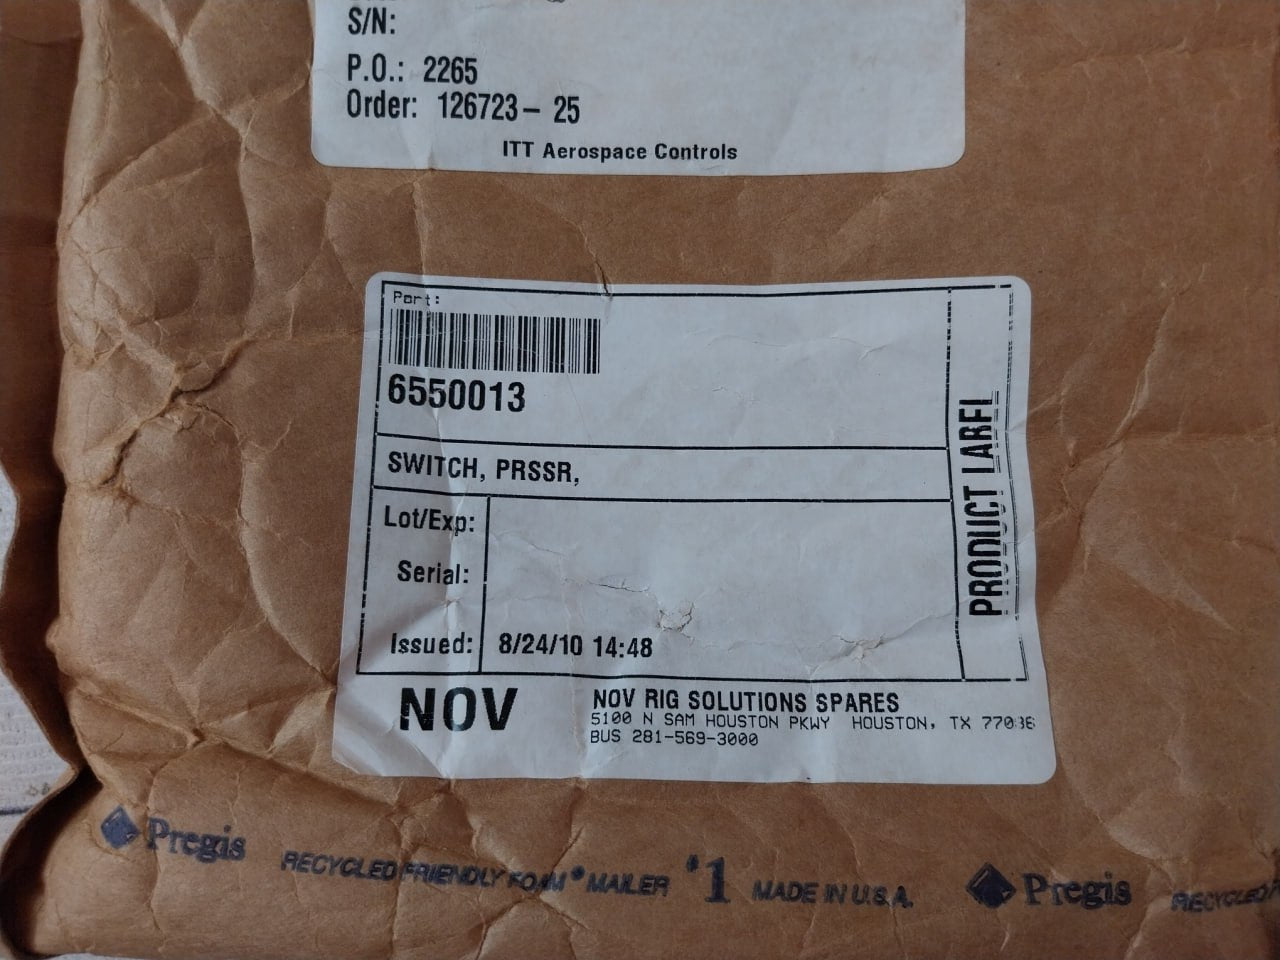 S/N:
P.O.: 2265
Order: 126723- 25
ITT Aerospace Controls
Part:
6550013
SWITCH, PRSSR,
Lot/Exp:
Serial:
Issued: 8/24/10 14:48
PRODUCT LABEL
NOV
NOV RIG SOLUTIONS SPARES
5100 N SAM HOUSTON PKWY HOUSTON, TX
BUS 281-569-3000
Pregis RECYCLED FRIENDLY FOAM MAILER #1 MADE IN U.S.A. Pregis RECYCLED